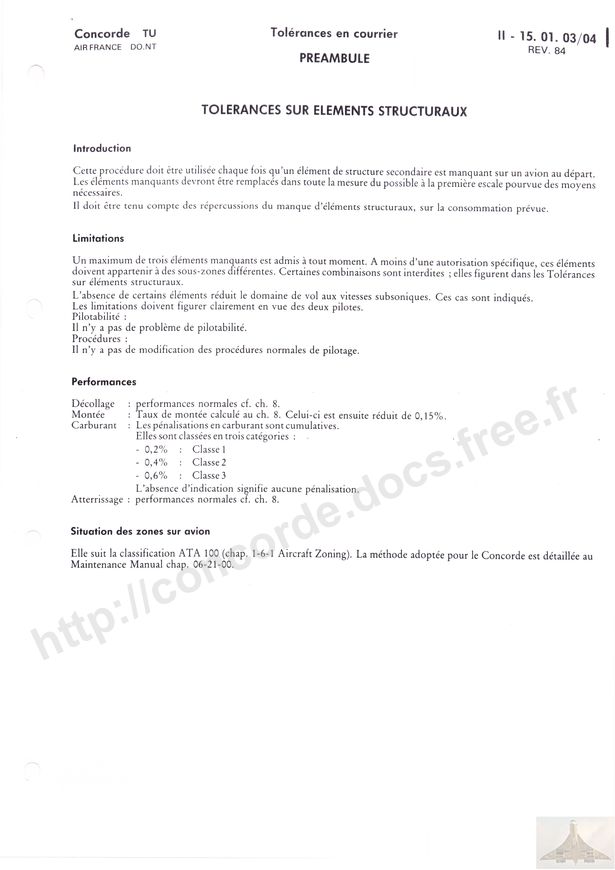 Concorde TU
AIR FRANCE DO.NT
Tolérances en courrier
PREAMBULE
II - 15. 01. 03/04
REV. 84
TOLERANCES SUR ELEMENTS STRUCTURAUX
Introduction
Cette procédure doit être utilisée chaque fois qu'un élément de structure secondaire est manquant sur un avion au départ.
Les éléments manquants devront être remplacés dans toute la mesure du possible à la première escale pourvue des moyens
nécessaires.
Il doit être tenu compte des répercussions du manque d'éléments structuraux, sur la consommation prévue.
Limitations
Un maximum de trois éléments manquants est admis à tout moment. A moins d'une autorisation spécifique, ces éléments
doivent appartenir à des sous-zones différentes. Certaines combinaisons sont interdites ; elles figurent dans les Tolérances
sur éléments structuraux.
L'absence de certains éléments réduit le domaine de vol aux vitesses subsoniques. Ces cas sont indiqués.
Les limitations doivent figurer clairement en vue des deux pilotes.
Pilotabilité :
Il n'y a pas de problème de pilotabilité.
Procédures :
Il n'y a pas de modification des procédures normales de pilotage.
Performances
Décollage : performances normales cf. ch. 8.
Montée : Taux de montée calculé au ch. 8. Celui-ci est ensuite réduit de 0,15%.
Carburant : Les pénalisations en carburant sont cumulatives.
Elles sont classées en trois catégories :
- 0,2% : Classe 1
- 0,4% : Classe 2
- 0,6% : Classe 3
L'absence d'indication signifie aucune pénalisation.
Atterrissage : performances normales cf. ch. 8.
Situation des zones sur avion
Elle suit la classification ATA 100 (chap. 1-6-1 Aircraft Zoning). La méthode adoptée pour le Concorde est détaillée au
Maintenance Manual chap. 06-21-00.
http://concorde.docs.free.fr